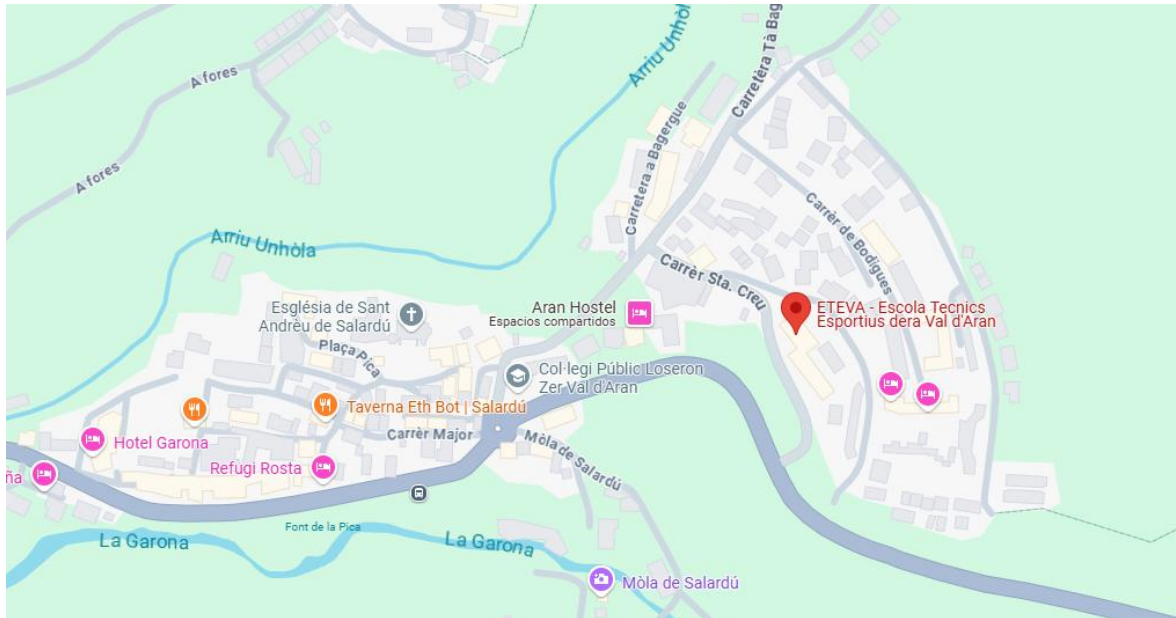 Arriu Unhòla
Carretèra Tà Bag
A fores
A fores
Carretera a Bagergue
Carrèr de Bodigues
Arriu Unhòla
Carrèr Sta. Creu
Església de Sant
Andrèu de Salardú
Aran Hostel
Espacios compartidos
ETEVA - Escola Tecnics
Esportius dera Val d'Aran
Plaça Pica
Col·legi Públic Loseron
Zer Val d'Aran
Taverna Eth Bot | Salardú
Carrèr Major
Mòla de Salardú
Hotel Garona
Refugi Rosta
ña
Font de la Pica
La Garona
La Garona
Mòla de Salardú